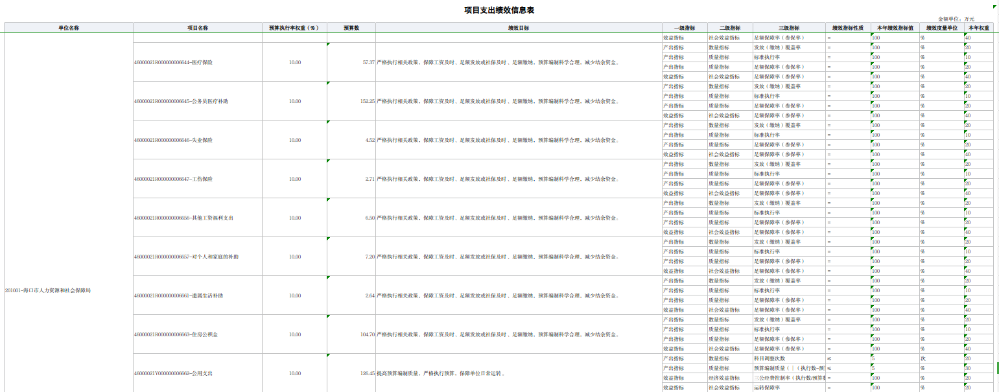 项目支出绩效信息表
金额单位：万元
单位名称 项目名称 预算执行率权重（%） 预算数 绩效目标 一级指标 二级指标 三级指标 绩效指标性质 本年绩效指标值 绩效度量单位 本年权重
效益指标 社会效益指标 足额保障率（参保率） = 100 % 40
产出指标 数量指标 发放（缴纳）覆盖率 = 100 % 20
产出指标 质量指标 标准执行率 = 100 % 10
46000021R000000006644-医疗保险 10.00 57.37 严格执行相关政策，保障工资及时、足额发放或社保及时、足额缴纳，预算编制科学合理，减少结余资金。
产出指标 质量指标 足额保障率（参保率） = 100 % 20
效益指标 社会效益指标 足额保障率（参保率） = 100 % 40
产出指标 数量指标 发放（缴纳）覆盖率 = 100 % 20
产出指标 质量指标 标准执行率 = 100 % 10
46000021R000000006645-公务员医疗补助 10.00 152.25 严格执行相关政策，保障工资及时、足额发放或社保及时、足额缴纳，预算编制科学合理，减少结余资金。
产出指标 质量指标 足额保障率（参保率） = 100 % 20
效益指标 社会效益指标 足额保障率（参保率） = 100 % 40
产出指标 数量指标 发放（缴纳）覆盖率 = 100 % 20
产出指标 质量指标 标准执行率 = 100 % 10
46000021R000000006646-失业保险 10.00 4.52 严格执行相关政策，保障工资及时、足额发放或社保及时、足额缴纳，预算编制科学合理，减少结余资金。
产出指标 质量指标 足额保障率（参保率） = 100 % 20
效益指标 社会效益指标 足额保障率（参保率） = 100 % 40
产出指标 数量指标 发放（缴纳）覆盖率 = 100 % 20
产出指标 质量指标 标准执行率 = 100 % 10
46000021R000000006647-工伤保险 10.00 2.71 严格执行相关政策，保障工资及时、足额发放或社保及时、足额缴纳，预算编制科学合理，减少结余资金。
产出指标 质量指标 足额保障率（参保率） = 100 % 20
效益指标 社会效益指标 足额保障率（参保率） = 100 % 40
产出指标 数量指标 发放（缴纳）覆盖率 = 100 % 20
产出指标 质量指标 标准执行率 = 100 % 10
46000021R000000006656-其他工资福利支出 10.00 6.50 严格执行相关政策，保障工资及时、足额发放或社保及时、足额缴纳，预算编制科学合理，减少结余资金。
产出指标 质量指标 足额保障率（参保率） = 100 % 20
效益指标 社会效益指标 足额保障率（参保率） = 100 % 40
产出指标 数量指标 发放（缴纳）覆盖率 = 100 % 20
产出指标 质量指标 标准执行率 = 100 % 10
46000021R000000006657-对个人和家庭的补助 10.00 7.20 严格执行相关政策，保障工资及时、足额发放或社保及时、足额缴纳，预算编制科学合理，减少结余资金。
产出指标 质量指标 足额保障率（参保率） = 100 % 20
效益指标 社会效益指标 足额保障率（参保率） = 100 % 40
产出指标 数量指标 发放（缴纳）覆盖率 = 100 % 20
201001-海口市人力资源和社会保障局 产出指标 质量指标 标准执行率 = 100 % 10
46000021R000000006661-遗属生活补助 10.00 2.64 严格执行相关政策，保障工资及时、足额发放或社保及时、足额缴纳，预算编制科学合理，减少结余资金。
产出指标 质量指标 足额保障率（参保率） = 100 % 20
效益指标 社会效益指标 足额保障率（参保率） = 100 % 40
产出指标 数量指标 发放（缴纳）覆盖率 = 100 % 20
产出指标 质量指标 标准执行率 = 100 % 10
46000021R000000006663-住房公积金 10.00 104.70 严格执行相关政策，保障工资及时、足额发放或社保及时、足额缴纳，预算编制科学合理，减少结余资金。
产出指标 质量指标 足额保障率（参保率） = 100 % 20
效益指标 社会效益指标 足额保障率（参保率） = 100 % 40
产出指标 数量指标 科目调整次数 ≤ 5 次 20
产出指标 质量指标 预算编制质量（｜（执行数-预 ≤ 5 % 30
46000021Y000000006662-公用支出 10.00 126.45 提高预算编制质量，严格执行预算，保障单位日常运转。
效益指标 经济效益指标 三公经费控制率（执行数/预算数 = 100 % 20
效益指标 社会效益指标 运转保障率 = 100 % 20